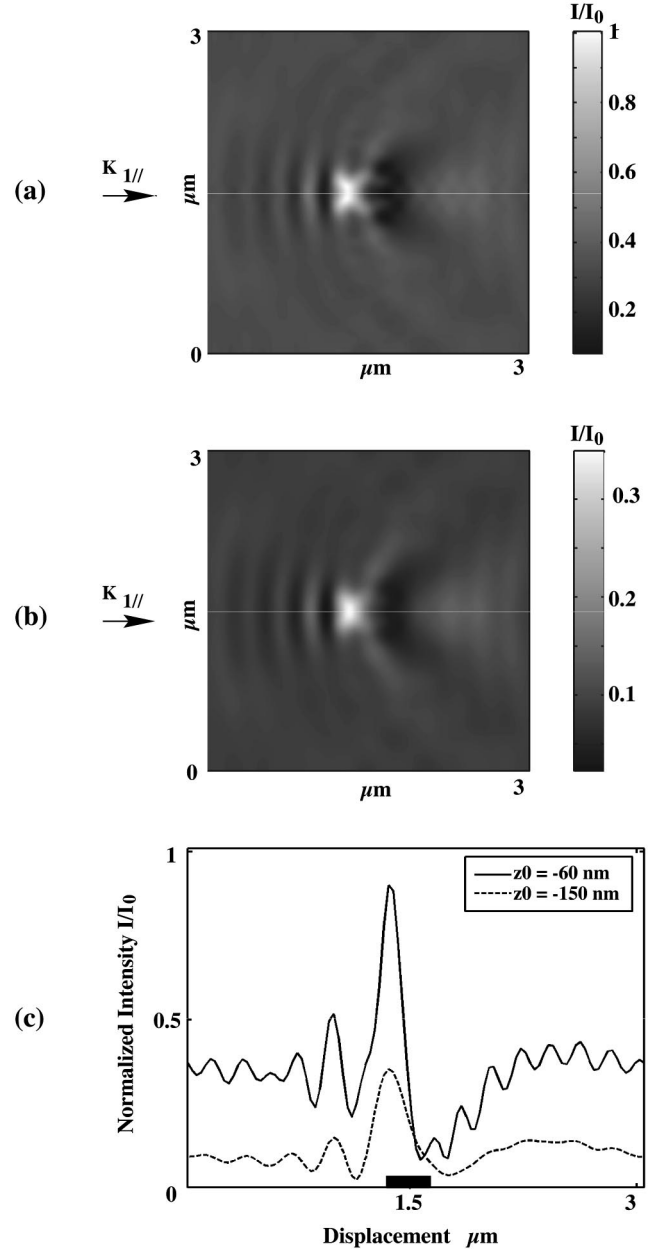 3
I/I0
1
0.8
0.6
0.4
0.2
(a)
K 1//
µm
0
µm
3
3
I/I0
0.3
0.2
0.1
(b)
K 1//
µm
0
µm
3
1
z0 = -60 nm
z0 = -150 nm
Normalized Intensity I/I0
0.5
(c)
0
1.5
3
Displacement µm